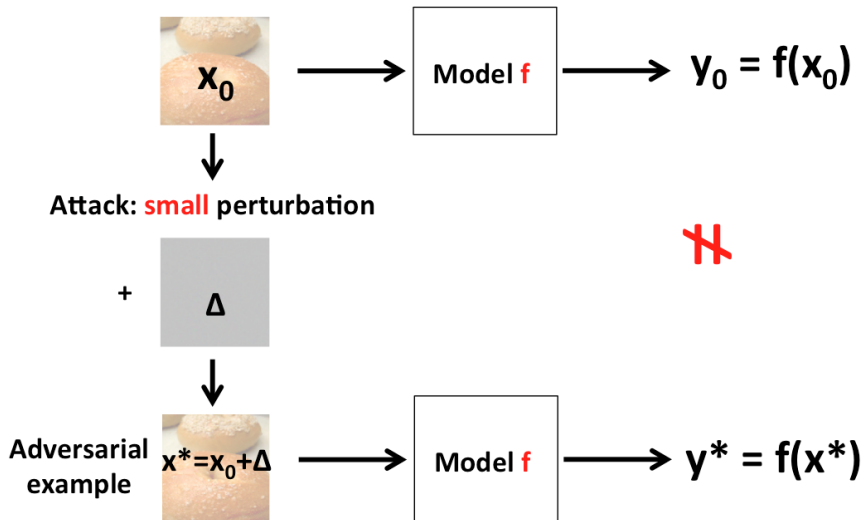 x₀
Model f
y₀ = f(x₀)
Attack: small perturbation
≠
+
Δ
Adversarial
example
x*=x₀+Δ
Model f
y* = f(x*)